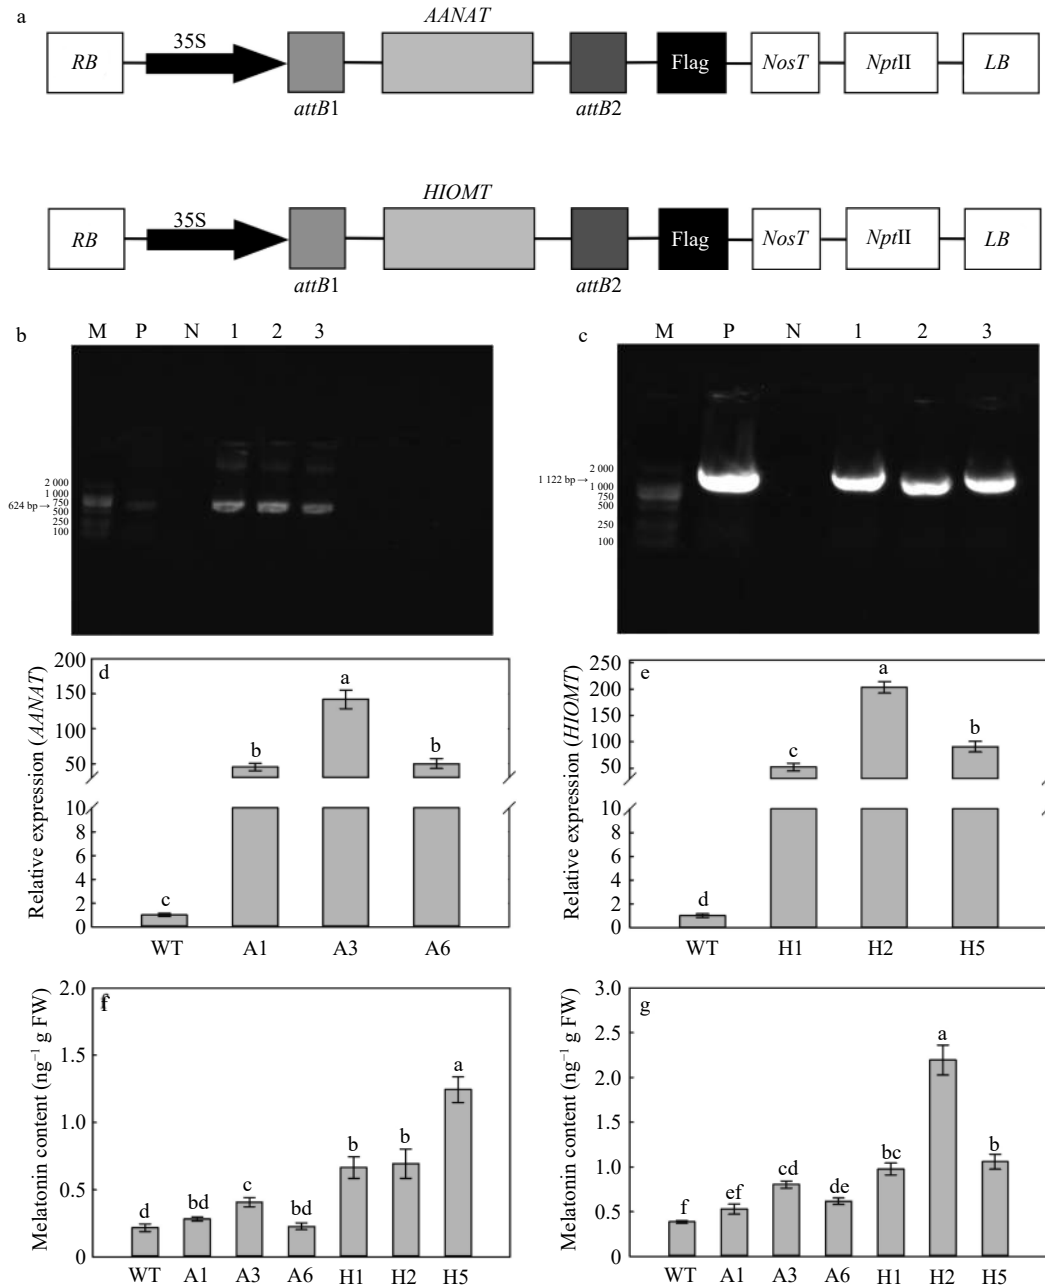 a
AANAT
RB 35S Flag NosT NptII LB
attB1 attB2
HIOMT
RB 35S Flag NosT NptII LB
attB1 attB2
b M P N 1 2 3
2 000
1 000
750
624 bp → 500
250
100
c M P N 1 2 3
2 000
1 122 bp → 1 000
750
500
250
100
d
Relative expression (AANAT)
200
150
100
50
10
8
6
4
2
0
c b a b
WT A1 A3 A6
e
Relative expression (HIOMT)
250
200
150
100
50
10
8
6
4
2
0
d c a b
WT H1 H2 H5
f
Melatonin content (ng⁻¹ g FW)
2.0
1.5
1.0
0.5
0
d bd c bd b b a
WT A1 A3 A6 H1 H2 H5
g
Melatonin content (ng⁻¹ g FW)
3.0
2.5
2.0
1.5
1.0
0.5
0
f ef cd de bc a b
WT A1 A3 A6 H1 H2 H5